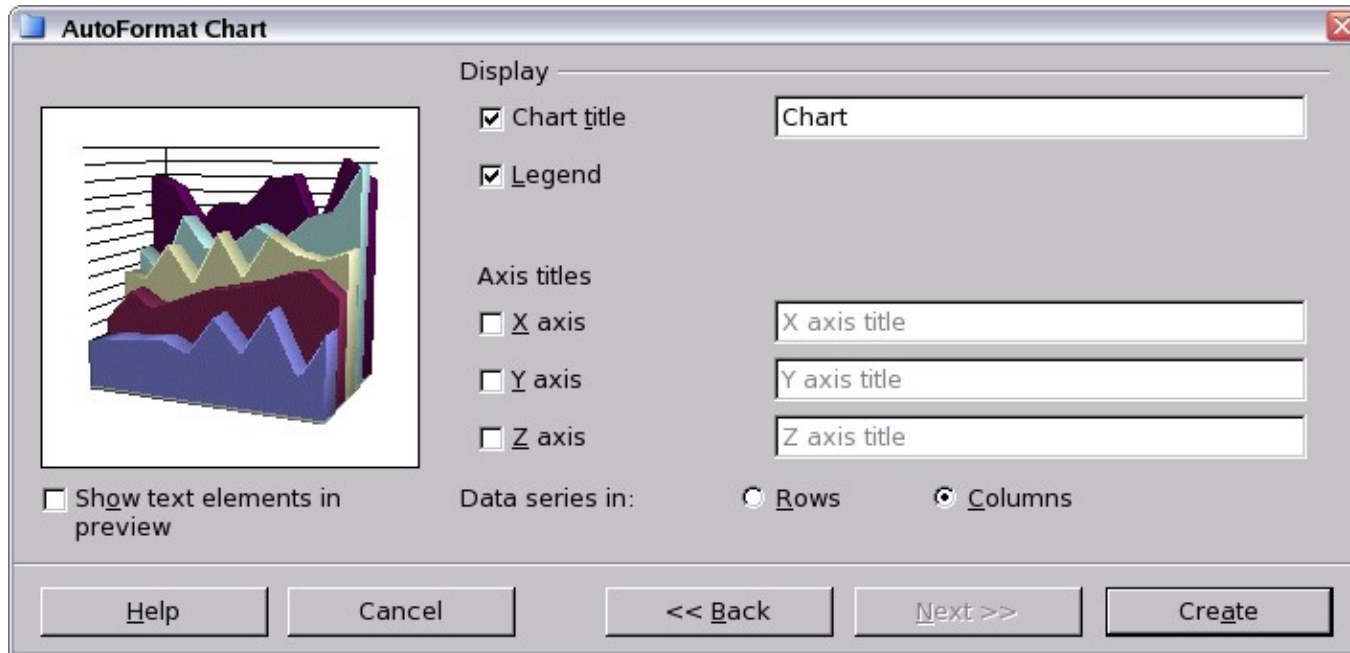 AutoFormat Chart
Display
Chart title
Chart
Legend
Axis titles
X axis
X axis title
Y axis
Y axis title
Z axis
Z axis title
Show text elements in
preview
Data series in:
Rows
Columns
Help
Cancel
<< Back
Next >>
Create